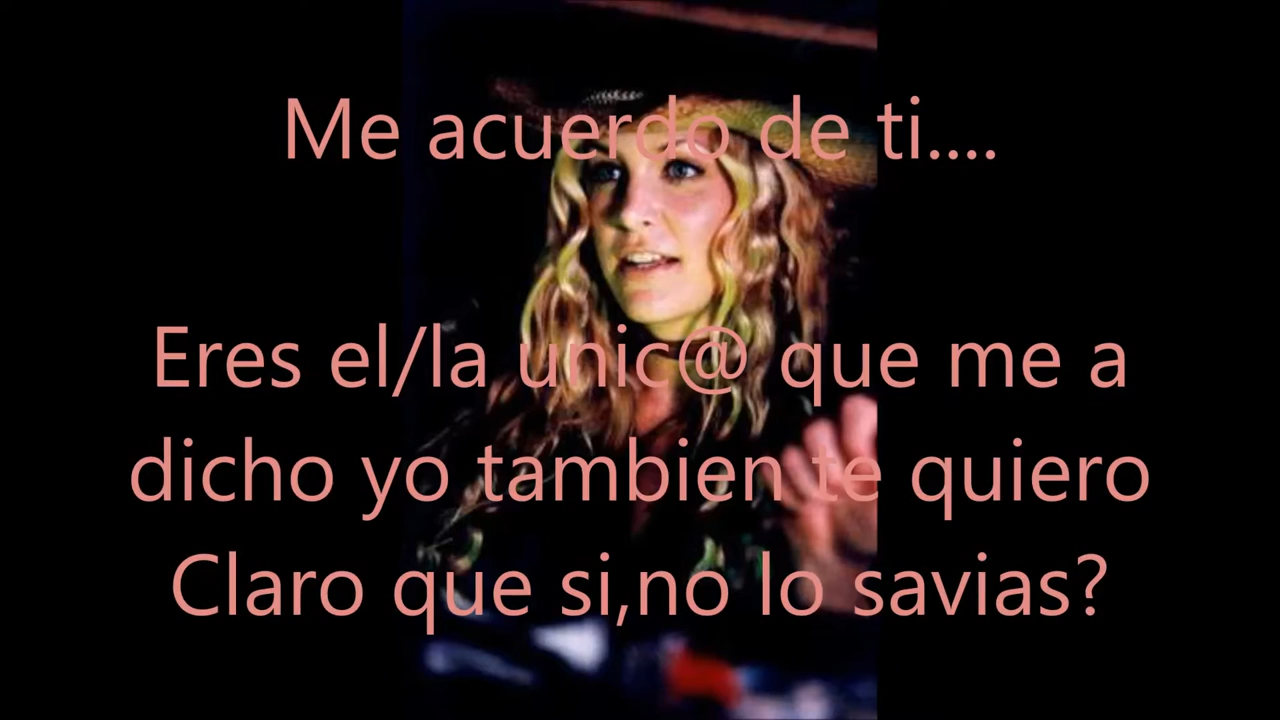 Me acuerdo de ti....
Eres el/la unic@ que me a
dicho yo tambien te quiero
Claro que si,no lo savias?